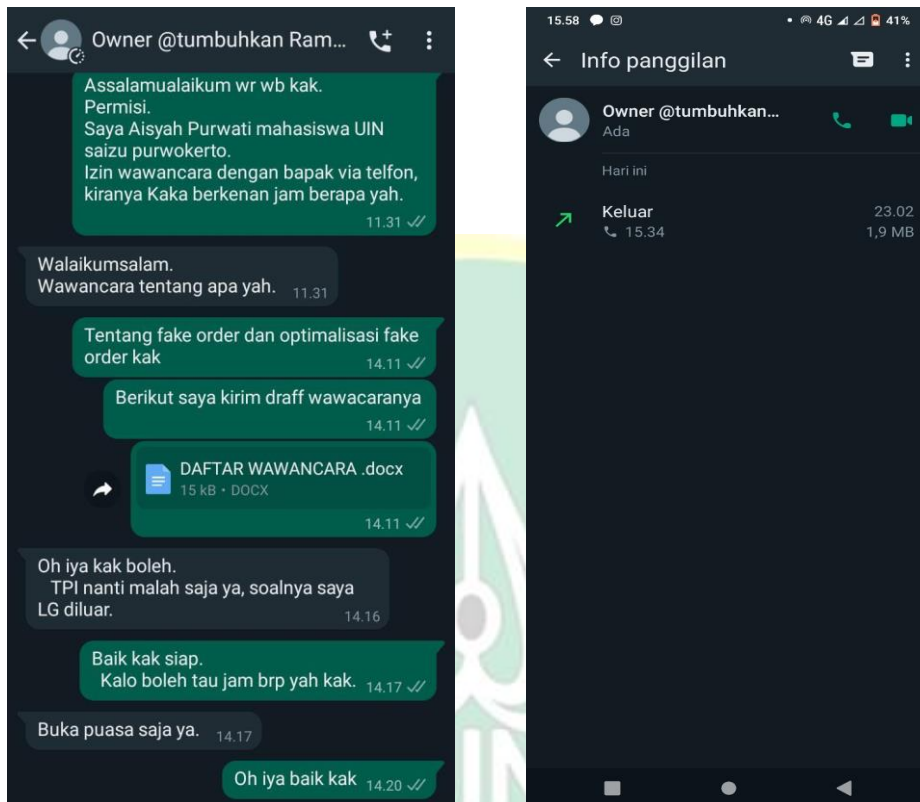 Owner @tumbuhkan Ram...
Assalamualaikum wr wb kak.
Permisi.
Saya Aisyah Purwati mahasiswa UIN
saizu purwokerto.
Izin wawancara dengan bapak via telfon,
kiranya Kaka berkenan jam berapa yah.
11.31
Walaikumsalam.
Wawancara tentang apa yah. 11.31
Tentang fake order dan optimalisasi fake
order kak
14.11
Berikut saya kirim draff wawacaranya
14.11
DAFTAR WAWANCARA .docx
15 kB • DOCX
14.11
Oh iya kak boleh.
TPI nanti malah saja ya, soalnya saya
LG diluar.
14.16
Baik kak siap.
Kalo boleh tau jam brp yah kak. 14.17
Buka puasa saja ya. 14.17
Oh iya baik kak 14.20
15.58 4G 41%
Info panggilan
Owner @tumbuhkan...
Ada
Hari ini
Keluar 23.02
15.34 1,9 MB